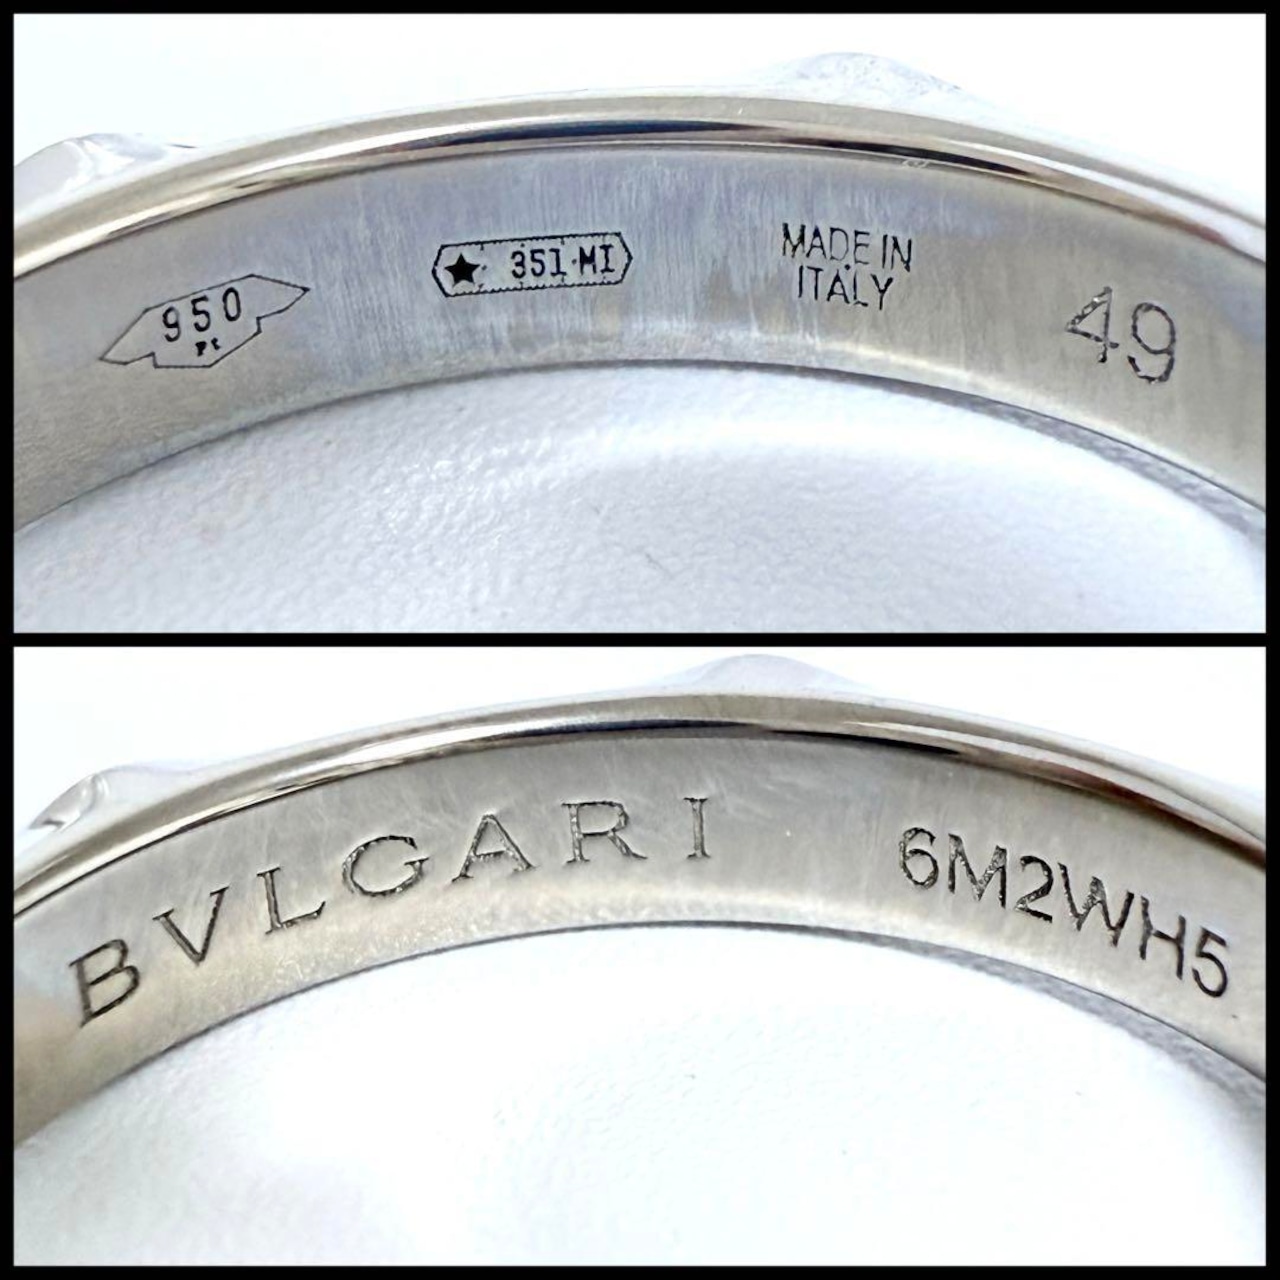 950
Pt
★ 351·MI
MADE IN
ITALY
49
BVLGARI
6M2WH5